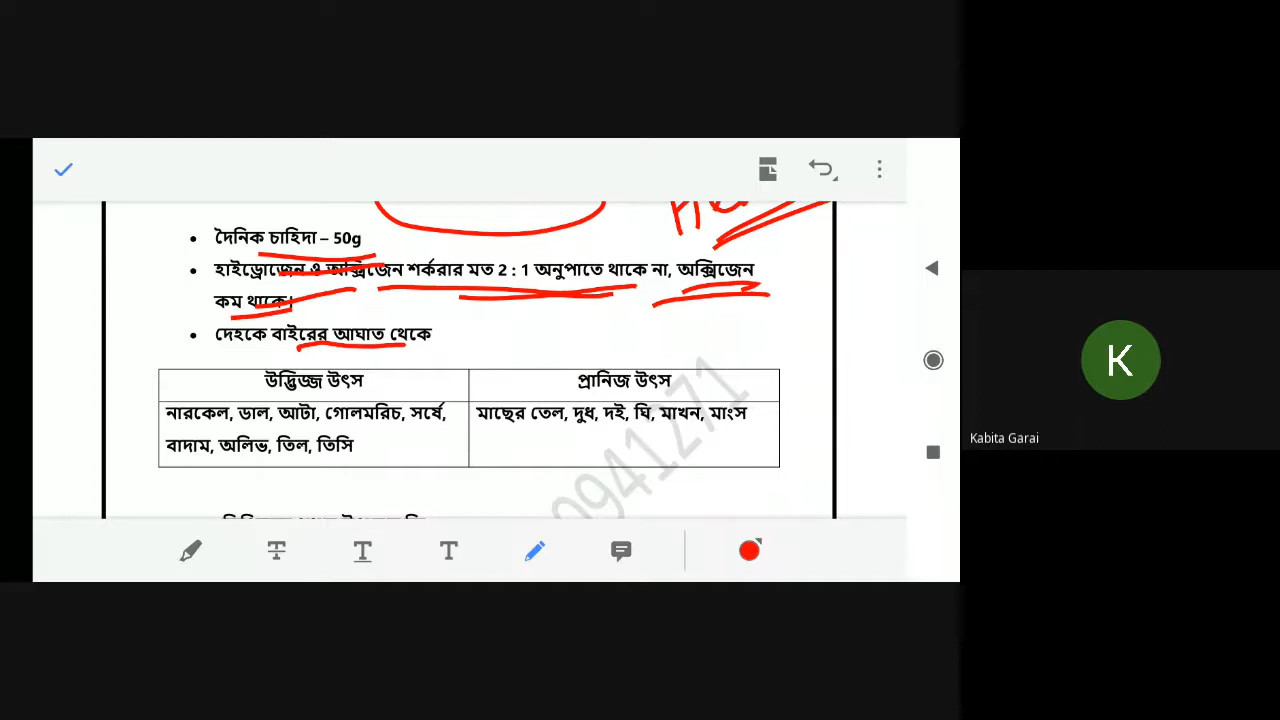 দৈনিক চাহিদা – 50g
হাইড্রোজেন ও অক্সিজেন শর্করার মত 2 : 1 অনুপাতে থাকে না, অক্সিজেন
কম থাকে।
দেহকে বাইরের আঘাত থেকে
উদ্ভিজ্জ উৎস
প্রানিজ উৎস
নারকেল, ডাল, আটা, গোলমরিচ, সর্ষে,
বাদাম, অলিভ, তিল, তিসি
মাছের তেল, দুধ, দই, ঘি, মাখন, মাংস
0941271
K
Kabita Garai